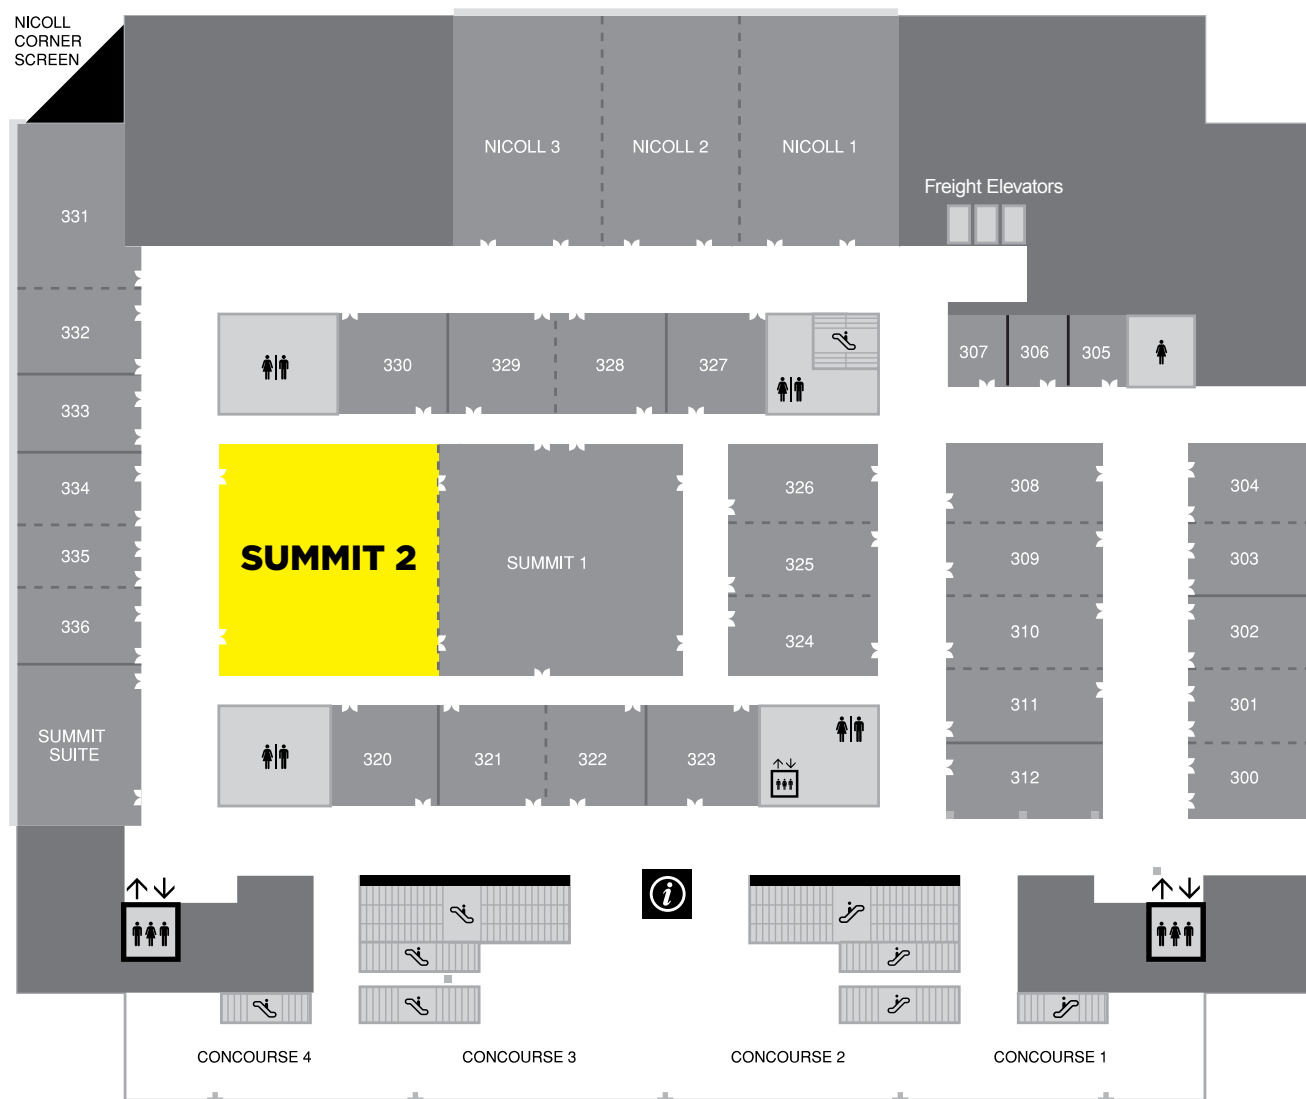 NICOLL
CORNER
SCREEN
NICOLL 3
NICOLL 2
NICOLL 1
Freight Elevators
331
332
333
334
335
336
SUMMIT
SUITE
330
329
328
327
307
306
305
SUMMIT 2
SUMMIT 1
326
325
324
308
309
310
311
312
304
303
302
301
300
320
321
322
323
i
CONCOURSE 4
CONCOURSE 3
CONCOURSE 2
CONCOURSE 1